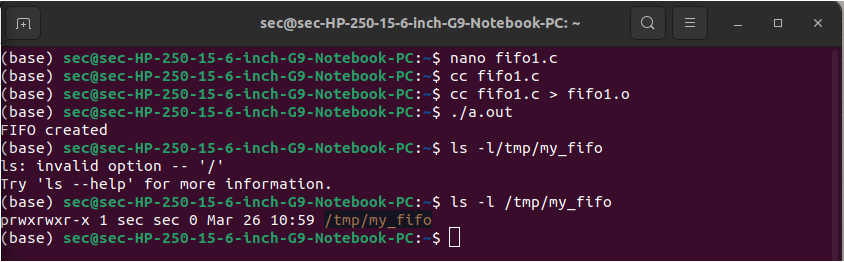 sec@sec-HP-250-15-6-inch-G9-Notebook-PC: ~
(base) sec@sec-HP-250-15-6-inch-G9-Notebook-PC:~$ nano fifo1.c
(base) sec@sec-HP-250-15-6-inch-G9-Notebook-PC:~$ cc fifo1.c
(base) sec@sec-HP-250-15-6-inch-G9-Notebook-PC:~$ cc fifo1.c > fifo1.o
(base) sec@sec-HP-250-15-6-inch-G9-Notebook-PC:~$ ./a.out
FIFO created
(base) sec@sec-HP-250-15-6-inch-G9-Notebook-PC:~$ ls -l/tmp/my_fifo
ls: invalid option -- '/'
Try 'ls --help' for more information.
(base) sec@sec-HP-250-15-6-inch-G9-Notebook-PC:~$ ls -l /tmp/my_fifo
prwxrwxr-x 1 sec sec 0 Mar 26 10:59 /tmp/my_fifo
(base) sec@sec-HP-250-15-6-inch-G9-Notebook-PC:~$